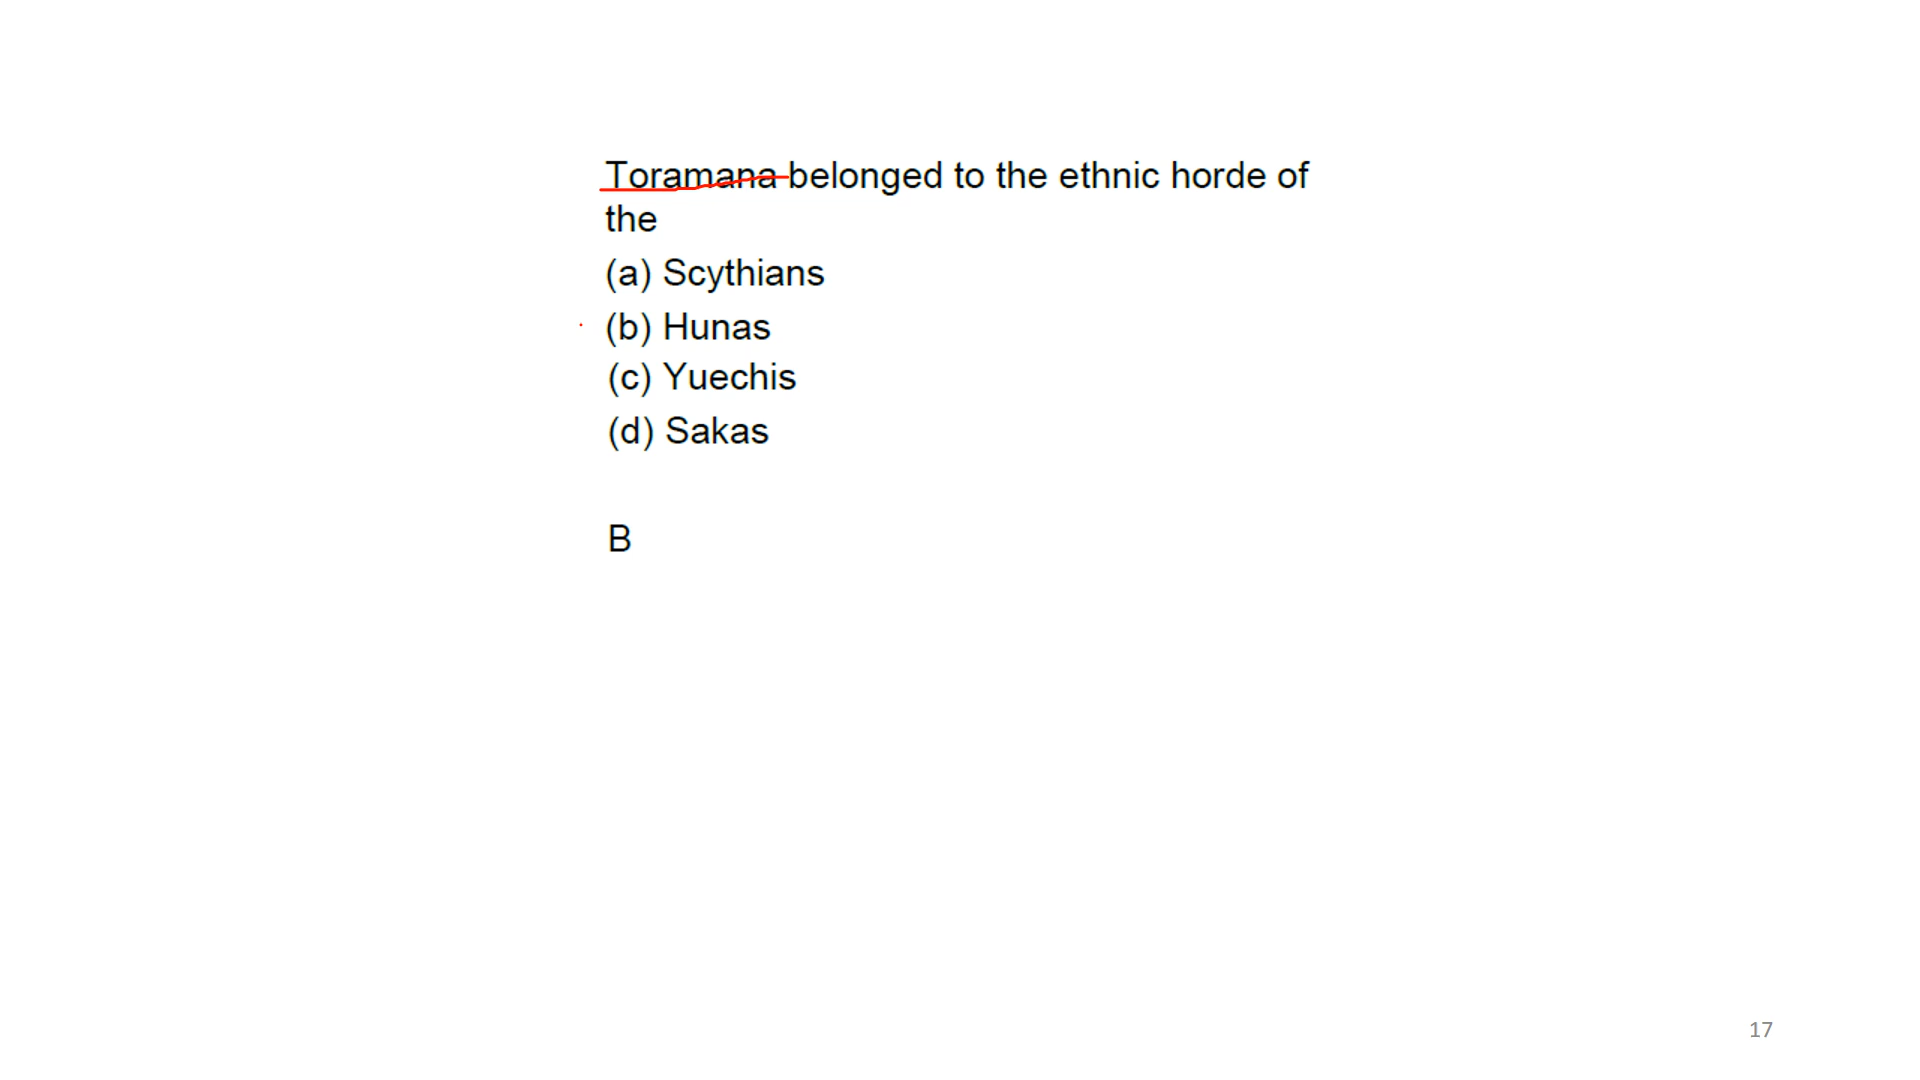 Toramana belonged to the ethnic horde of
the
(a) Scythians
(b) Hunas
(c) Yuechis
(d) Sakas
B
17